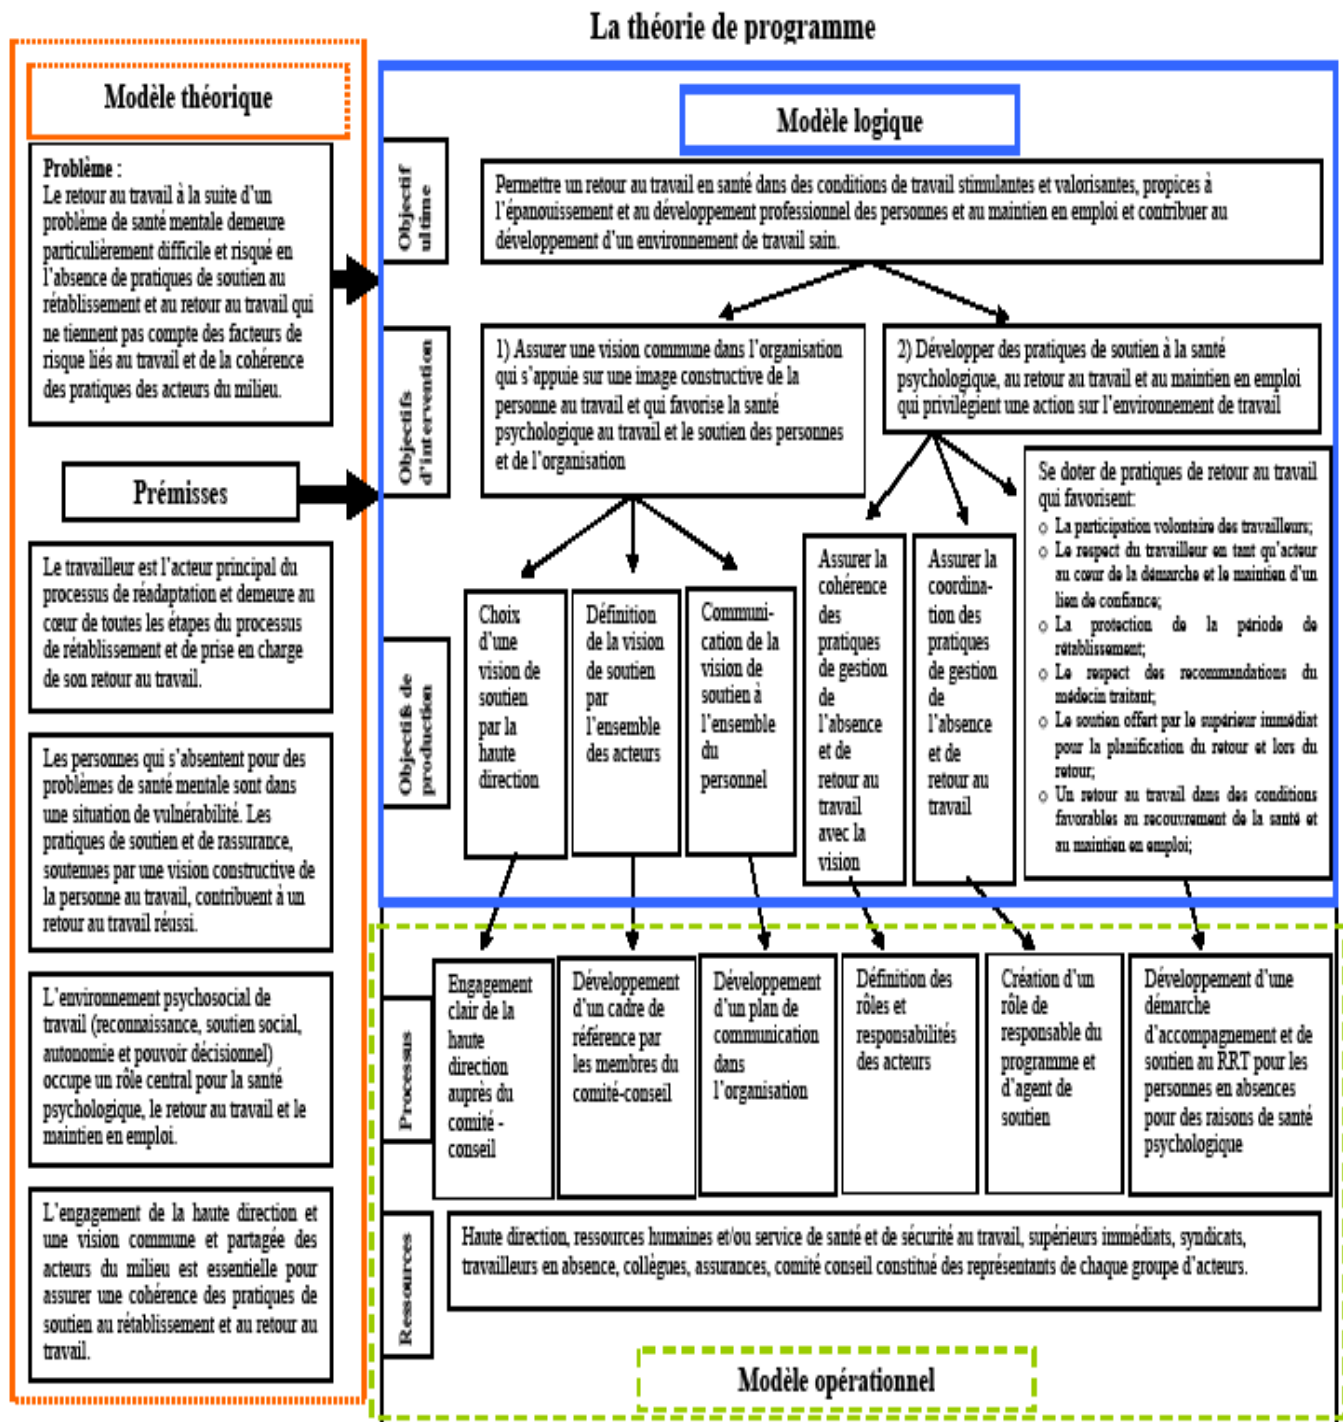 La théorie de programme
Modèle théorique
Problème :
Le retour au travail à la suite d'un
problème de santé mentale demeure
particulièrement difficile et risqué en
l'absence de pratiques de soutien au
rétablissement et au retour au travail qui
ne tiennent pas compte des facteurs de
risque liés au travail et de la cohérence
des pratiques des acteurs du milieu.
Prémisses
Le travailleur est l'acteur principal du
processus de réadaptation et demeure au
cœur de toutes les étapes du processus
de rétablissement et de prise en charge
de son retour au travail.
Les personnes qui s'absentent pour des
problèmes de santé mentale sont dans
une situation de vulnérabilité. Les
pratiques de soutien et de rassurance,
soutenues par une vision constructive de
la personne au travail, contribuent à un
retour au travail réussi.
L'environnement psychosocial de
travail (reconnaissance, soutien social,
autonomie et pouvoir décisionnel)
occupe un rôle central pour la santé
psychologique, le retour au travail et le
maintien en emploi.
L'engagement de la haute direction et
une vision commune et partagée des
acteurs du milieu est essentielle pour
assurer une cohérence des pratiques de
soutien au rétablissement et au retour au
travail.
Modèle logique
Objectif
ultime
Permettre un retour au travail en santé dans des conditions de travail stimulantes et valorisantes, propices à
l'épanouissement et au développement professionnel des personnes et au maintien en emploi et contribuer au
développement d'un environnement de travail sain.
Objectifs
d'intervention
1) Assurer une vision commune dans l'organisation
qui s'appuie sur une image constructive de la
personne au travail et qui favorise la santé
psychologique au travail et le soutien des personnes
et de l'organisation
2) Développer des pratiques de soutien à la santé
psychologique, au retour au travail et au maintien en emploi
qui privilégient une action sur l'environnement de travail
Objectifs de
production
Choix
d'une
vision de
soutien
par la
haute
direction
Définition
de la vision
de soutien
par
l'ensemble
des acteurs
Communi-
cation de la
vision de
soutien à
l'ensemble
du
personnel
Assurer la
cohérence
des
pratiques
de gestion
de
l'absence
et de
retour au
travail
avec la
vision
Assurer la
coordina-
tion des
pratiques
de gestion
de
l'absence
et de
retour au
travail
Se doter de pratiques de retour au travail
qui favorisent:
o La participation volontaire des travailleurs;
o Le respect du travailleur en tant qu'acteur
au cœur de la démarche et le maintien d'un
lien de confiance;
o La protection de la période de
rétablissement;
o Le respect des recommandations du
médecin traitant;
o Le soutien offert par le supérieur immédiat
pour la planification du retour et lors du
retour;
o Un retour au travail dans des conditions
favorables au recouvrement de la santé et
au maintien en emploi;
Processus
Engagement
clair de la
haute
direction
auprès du
comité -
conseil
Développement
d'un cadre de
référence par
les membres du
comité-conseil
Développement
d'un plan de
communication
dans
l'organisation
Définition des
rôles et
responsabilités
des acteurs
Création d'un
rôle de
responsable du
programme et
d'agent de
soutien
Développement d'une
démarche
d'accompagnement et de
soutien au RRT pour les
personnes en absences
pour des raisons de santé
psychologique
Ressources
Haute direction, ressources humaines et/ou service de santé et de sécurité au travail, supérieurs immédiats, syndicats,
travailleurs en absence, collègues, assurances, comité conseil constitué des représentants de chaque groupe d'acteurs.
Modèle opérationnel